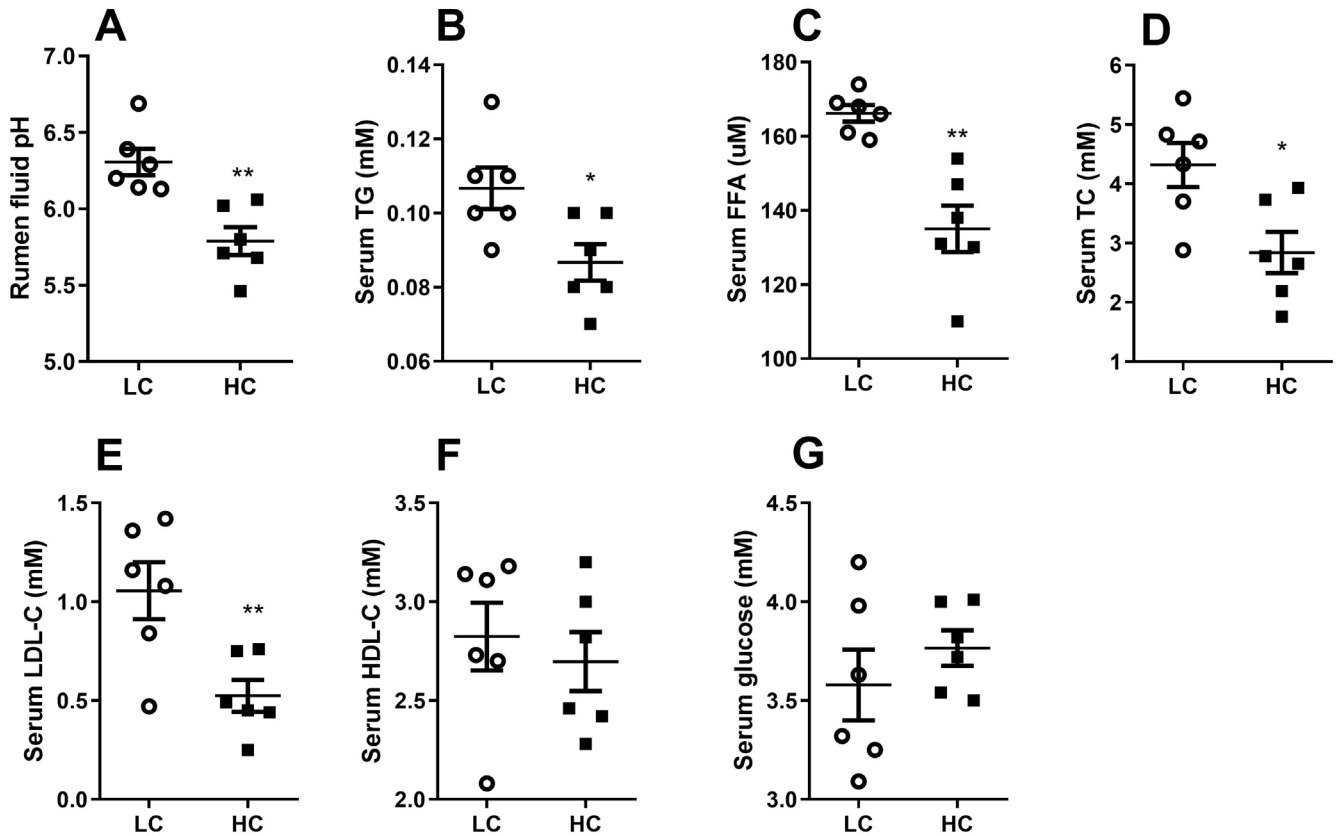 A
Rumen fluid pH
7.0
6.5
6.0
5.5
5.0
**
LC HC
B
Serum TG (mM)
0.14
0.12
0.10
0.08
0.06
*
LC HC
C
Serum FFA (uM)
180
160
140
120
100
**
LC HC
D
Serum TC (mM)
6
5
4
3
2
1
*
LC HC
E
Serum LDL-C (mM)
1.5
1.0
0.5
0.0
**
LC HC
F
Serum HDL-C (mM)
3.5
3.0
2.5
2.0
LC HC
G
Serum glucose (mM)
4.5
4.0
3.5
3.0
LC HC